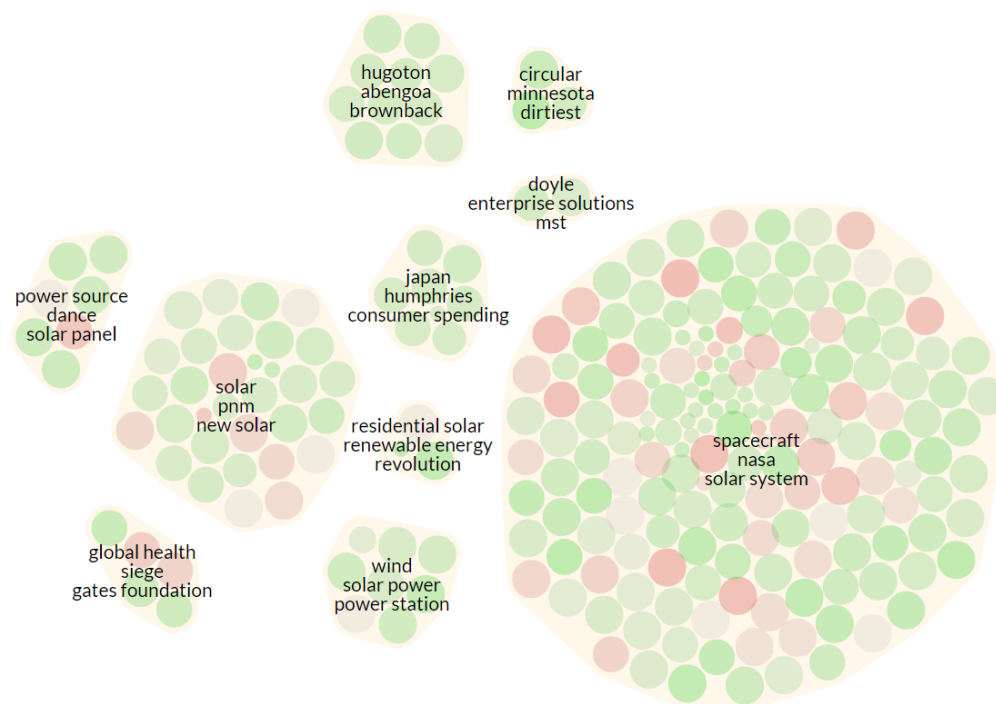 hugoton
abengoa
brownback
circular
minnesota
dirtiest
doyle
enterprise solutions
mst
power source
dance
solar panel
japan
humphries
consumer spending
solar
pnm
new solar
residential solar
renewable energy
revolution
spacecraft
nasa
solar system
global health
siege
gates foundation
wind
solar power
power station